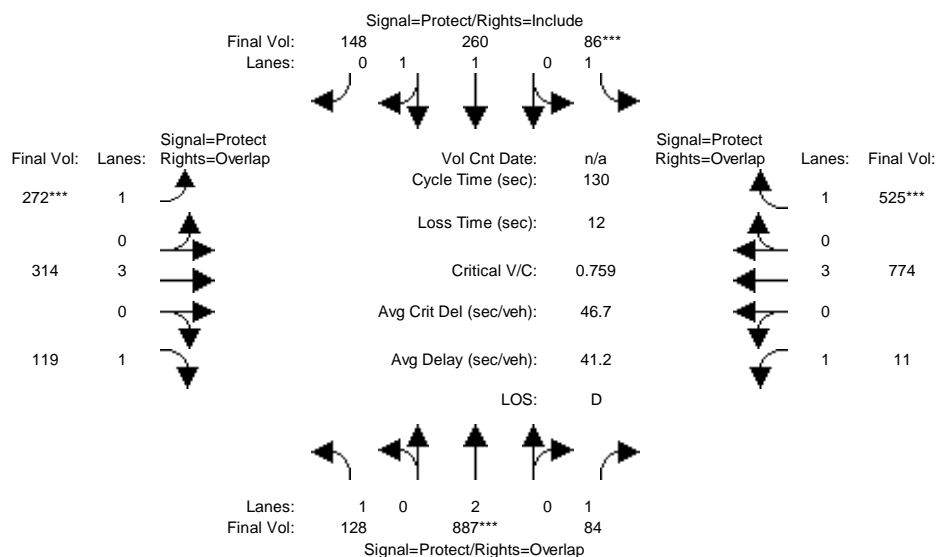 Signal=Protect/Rights=Include
Final Vol: 148 260 86***
Lanes: 0 1 1 0 1
Signal=Protect Signal=Protect
Final Vol: Lanes: Rights=Overlap Vol Cnt Date: n/a Rights=Overlap Lanes: Final Vol:
Cycle Time (sec): 130
272*** 1 1 525***
Loss Time (sec): 12
0 0
314 3 Critical V/C: 0.759 3 774
0 Avg Crit Del (sec/veh): 46.7 0
119 1 Avg Delay (sec/veh): 41.2 1 11
LOS: D
Lanes: 1 0 2 0 1
Final Vol: 128 887*** 84
Signal=Protect/Rights=Overlap